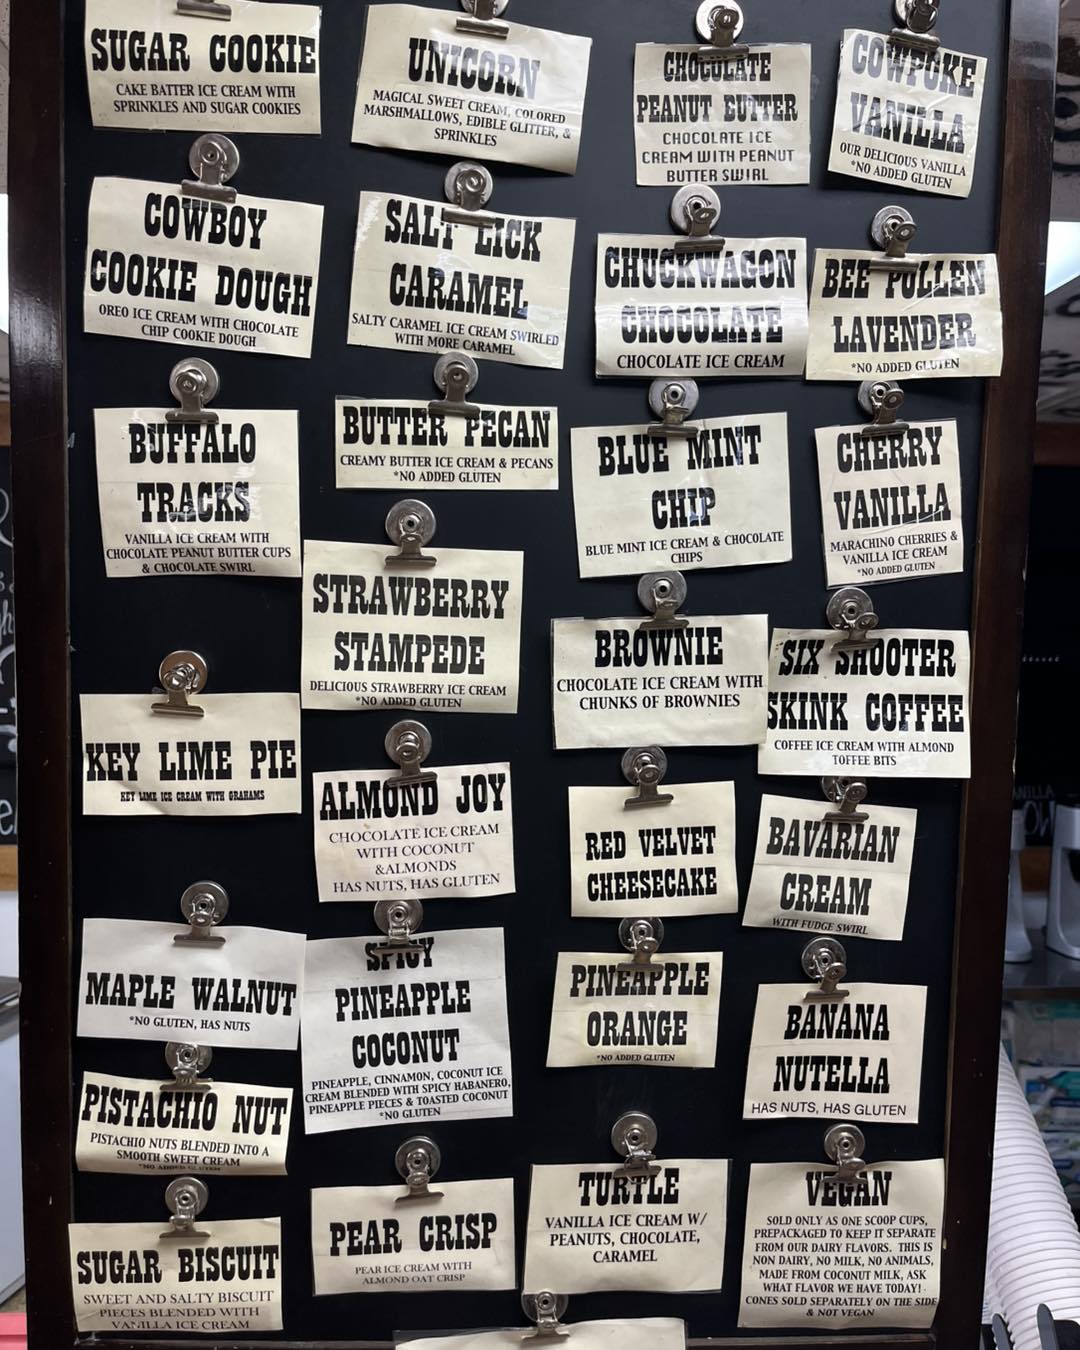 SUGAR COOKIE
CAKE BATTER ICE CREAM WITH
SPRINKLES AND SUGAR COOKIES
UNICORN
MAGICAL SWEET CREAM, COLORED
MARSHMALLOWS, EDIBLE GLITTER, &
SPRINKLES
CHOCOLATE
PEANUT BUTTER
CHOCOLATE ICE
CREAM WITH PEANUT
BUTTER SWIRL
COWPOKE
VANILLA
OUR DELICIOUS VANILLA
*NO ADDED GLUTEN
COWBOY
COOKIE DOUGH
OREO ICE CREAM WITH CHOCOLATE
CHIP COOKIE DOUGH
SALT LICK
CARAMEL
SALTY CARAMEL ICE CREAM SWIRLED
WITH MORE CARAMEL
CHUCKWAGON
CHOCOLATE
CHOCOLATE ICE CREAM
BEE POLLEN
LAVENDER
*NO ADDED GLUTEN
BUFFALO
TRACKS
VANILLA ICE CREAM WITH
CHOCOLATE PEANUT BUTTER CUPS
& CHOCOLATE SWIRL
BUTTER PECAN
CREAMY BUTTER ICE CREAM & PECANS
*NO ADDED GLUTEN
BLUE MINT
CHIP
BLUE MINT ICE CREAM & CHOCOLATE
CHIPS
CHERRY
VANILLA
MARACHINO CHERRIES &
VANILLA ICE CREAM
*NO ADDED GLUTEN
STRAWBERRY
STAMPEDE
DELICIOUS STRAWBERRY ICE CREAM
*NO ADDED GLUTEN
BROWNIE
CHOCOLATE ICE CREAM WITH
CHUNKS OF BROWNIES
SIX SHOOTER
SKINK COFFEE
COFFEE ICE CREAM WITH ALMOND
TOFFEE BITS
KEY LIME PIE
KEY LIME ICE CREAM WITH GRAHAMS
ALMOND JOY
CHOCOLATE ICE CREAM
WITH COCONUT
&ALMONDS
HAS NUTS, HAS GLUTEN
RED VELVET
CHEESECAKE
BAVARIAN
CREAM
WITH FUDGE SWIRL
MAPLE WALNUT
*NO GLUTEN, HAS NUTS
SPICY
PINEAPPLE
COCONUT
PINEAPPLE, CINNAMON, COCONUT ICE
CREAM BLENDED WITH SPICY HABANERO,
PINEAPPLE PIECES & TOASTED COCONUT
*NO GLUTEN
PINEAPPLE
ORANGE
*NO ADDED GLUTEN
BANANA
NUTELLA
HAS NUTS, HAS GLUTEN
PISTACHIO NUT
PISTACHIO NUTS BLENDED INTO A
SMOOTH SWEET CREAM
*NO ADDED GLUTEN
PEAR CRISP
PEAR ICE CREAM WITH
ALMOND OAT CRISP
TURTLE
VANILLA ICE CREAM W/
PEANUTS, CHOCOLATE,
CARAMEL
VEGAN
SOLD ONLY AS ONE SCOOP CUPS,
PREPACKAGED TO KEEP IT SEPARATE
FROM OUR DAIRY FLAVORS. THIS IS
NON DAIRY, NO MILK, NO ANIMALS,
MADE FROM COCONUT MILK, ASK
WHAT FLAVOR WE HAVE TODAY!
CONES SOLD SEPARATELY ON THE SIDE
& NOT VEGAN
SUGAR BISCUIT
SWEET AND SALTY BISCUIT
PIECES BLENDED WITH
VANILLA ICE CREAM